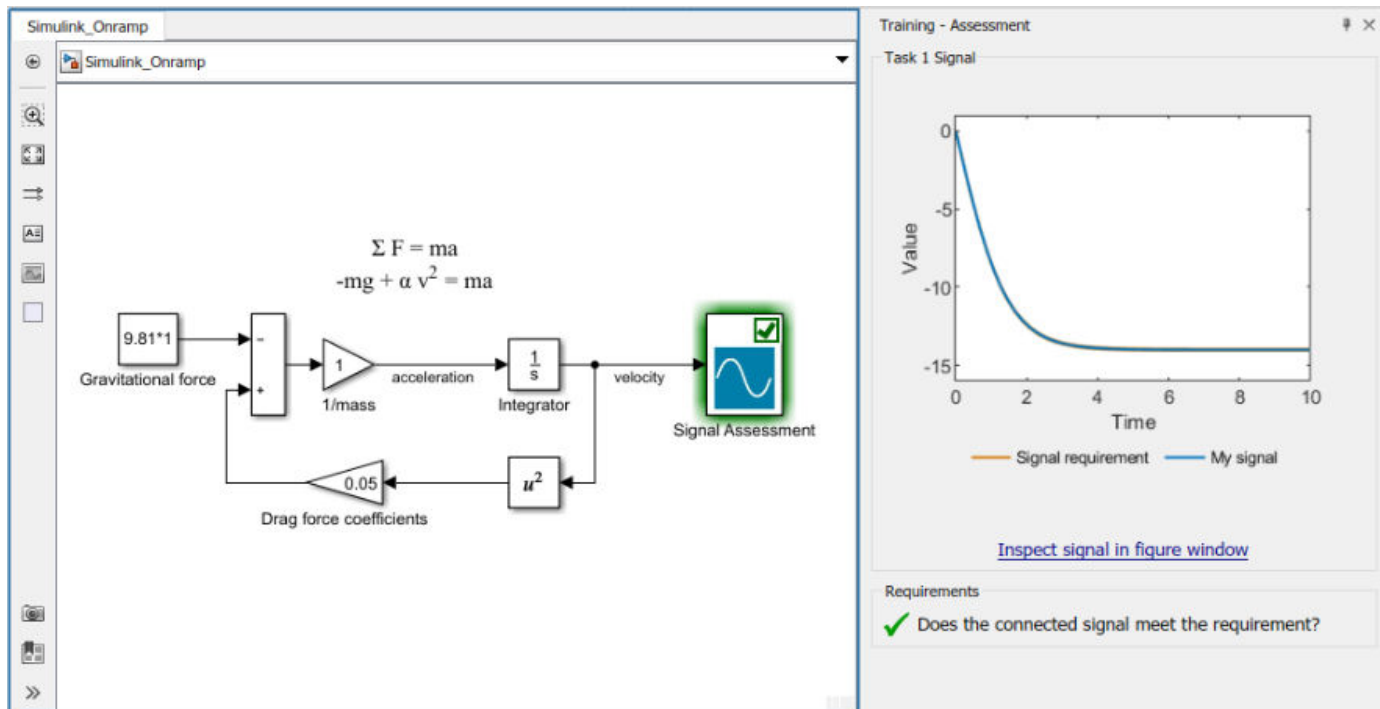 Simulink_Onramp
Simulink_Onramp
Σ F = ma
-mg + α v² = ma
9.81*1
Gravitational force
−
+
1
1/mass
acceleration
1
s
Integrator
velocity
Signal Assessment
0.05
Drag force coefficients
u²
Training - Assessment
Task 1 Signal
0
-5
-10
-15
Value
0 2 4 6 8 10
Time
Signal requirement My signal
Inspect signal in figure window
Requirements
Does the connected signal meet the requirement?